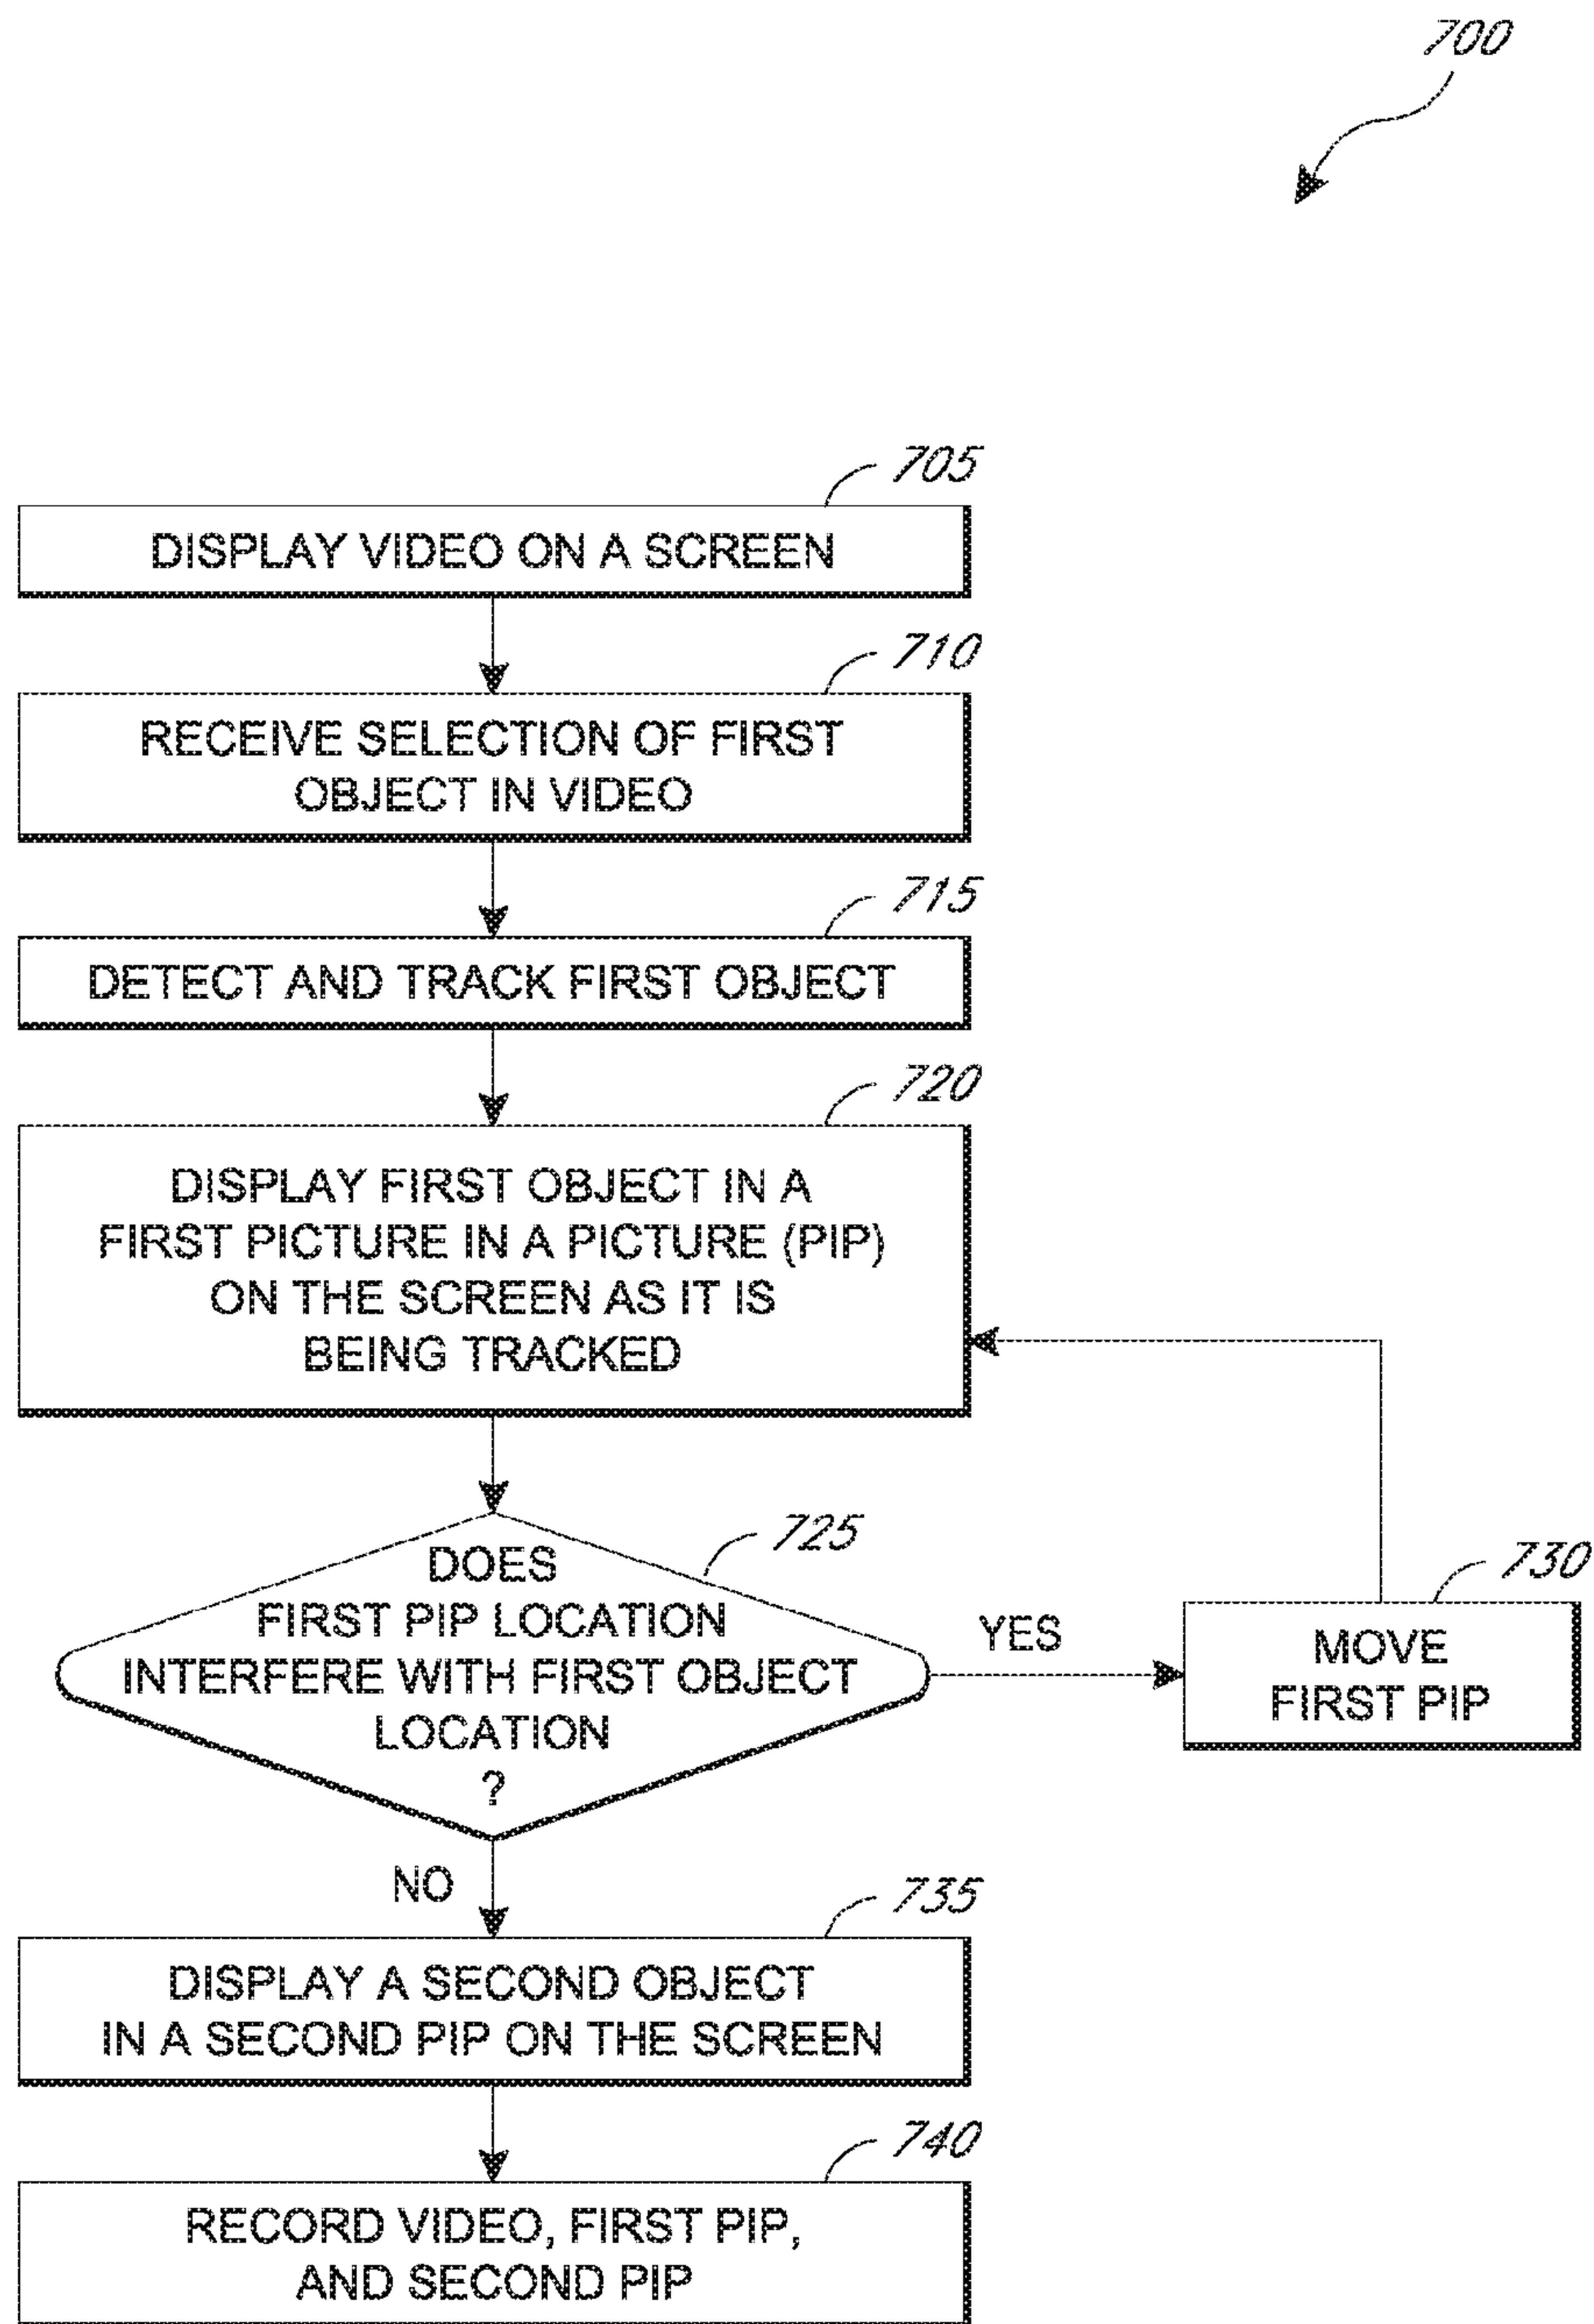 700
705
DISPLAY VIDEO ON A SCREEN
710
RECEIVE SELECTION OF FIRST
OBJECT IN VIDEO
715
DETECT AND TRACK FIRST OBJECT
720
DISPLAY FIRST OBJECT IN A
FIRST PICTURE IN A PICTURE (PIP)
ON THE SCREEN AS IT IS
BEING TRACKED
725
DOES
FIRST PIP LOCATION
INTERFERE WITH FIRST OBJECT
LOCATION
?
YES
730
MOVE
FIRST PIP
NO
735
DISPLAY A SECOND OBJECT
IN A SECOND PIP ON THE SCREEN
740
RECORD VIDEO, FIRST PIP,
AND SECOND PIP